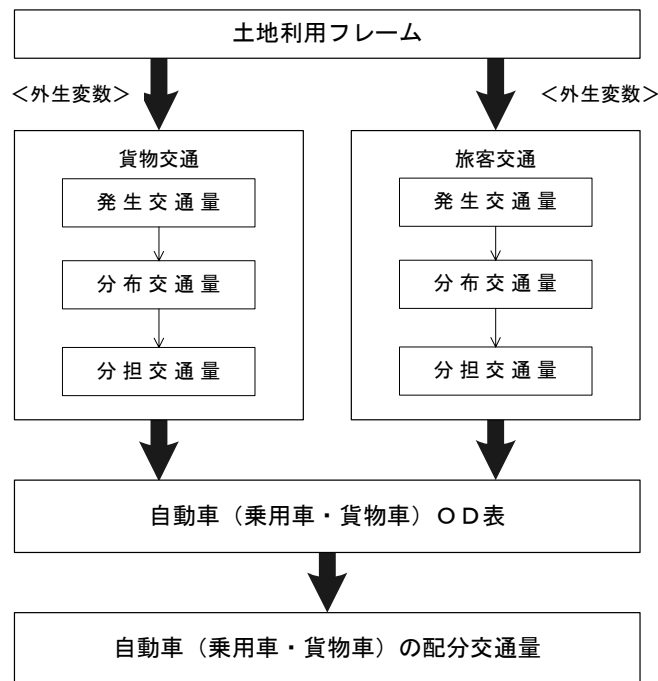 土地利用フレーム
＜外生変数＞
＜外生変数＞
貨物交通
発生交通量
分布交通量
分担交通量
旅客交通
発生交通量
分布交通量
分担交通量
自動車（乗用車・貨物車）ＯＤ表
自動車（乗用車・貨物車）の配分交通量